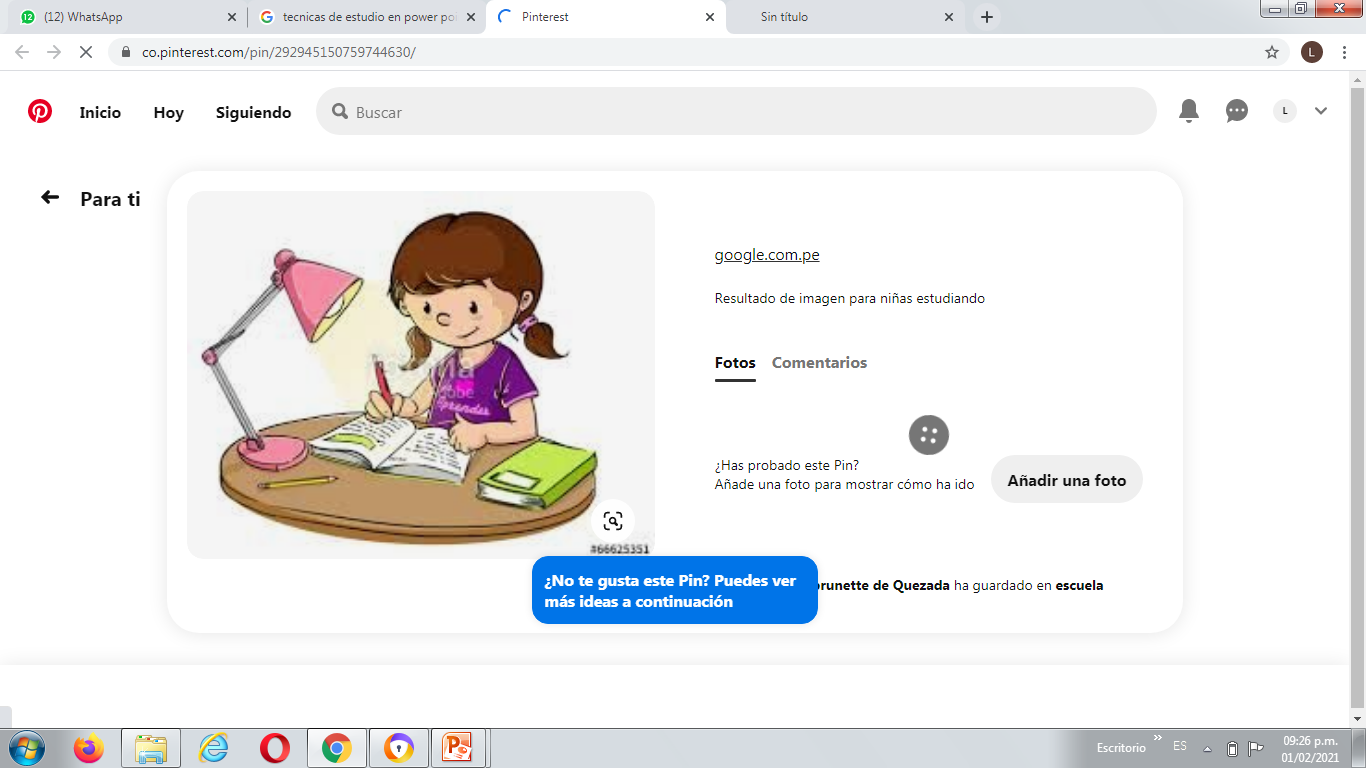 (12) WhatsApp
tecnicas de estudio en power poi
Pinterest
Sin título
co.pinterest.com/pin/292945150759744630/
L
Inicio
Hoy
Siguiendo
Buscar
L
Para ti
google.com.pe
Resultado de imagen para niñas estudiando
Fotos
Comentarios
¿Has probado este Pin?
Añade una foto para mostrar cómo ha ido
Añadir una foto
Aprender
#66625351
¿No te gusta este Pin? Puedes ver
más ideas a continuación
brunette de Quezada ha guardado en escuela
Escritorio
ES
09:26 p.m.
01/02/2021